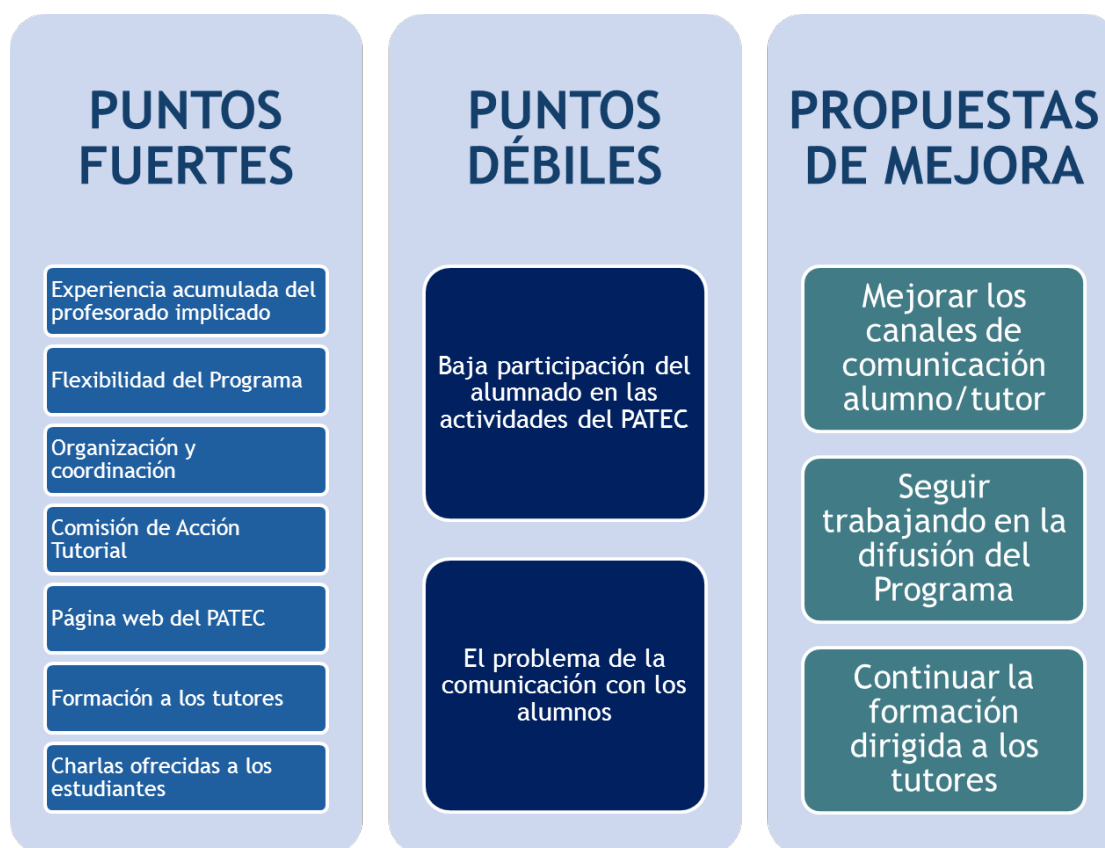 PUNTOS
FUERTES
Experiencia acumulada del
profesorado implicado
Flexibilidad del Programa
Organización y
coordinación
Comisión de Acción
Tutorial
Página web del PATEC
Formación a los tutores
Charlas ofrecidas a los
estudiantes
PUNTOS
DÉBILES
Baja participación del
alumnado en las
actividades del PATEC
El problema de la
comunicación con los
alumnos
PROPUESTAS
DE MEJORA
Mejorar los
canales de
comunicación
alumno/tutor
Seguir
trabajando en la
difusión del
Programa
Continuar la
formación
dirigida a los
tutores